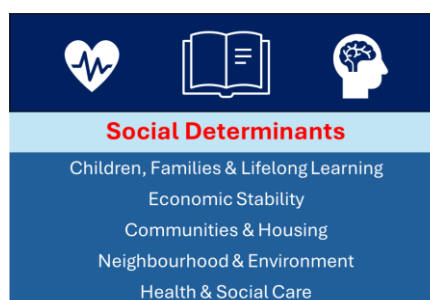 Social Determinants
Children, Families & Lifelong Learning
Economic Stability
Communities & Housing
Neighbourhood & Environment
Health & Social Care